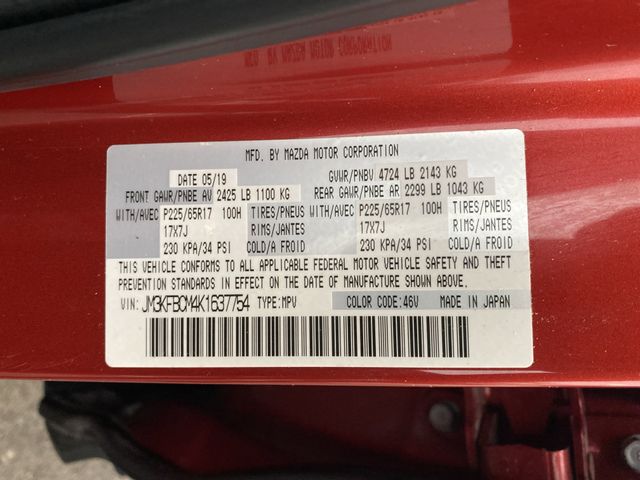 MFD. BY MAZDA MOTOR CORPORATION
DATE 05/19 GVWR/PNBV 4724 LB 2143 KG
FRONT GAWR/PNBE AV 2425 LB 1100 KG REAR GAWR/PNBE AR 2299 LB 1043 KG
WITH/AVEC P225/65R17 100H TIRES/PNEUS WITH/AVEC P225/65R17 100H TIRES/PNEUS
17X7J RIMS/JANTES 17X7J RIMS/JANTES
230 KPA/34 PSI COLD/A FROID 230 KPA/34 PSI COLD/A FROID
THIS VEHICLE CONFORMS TO ALL APPLICABLE FEDERAL MOTOR VEHICLE SAFETY AND THEFT
PREVENTION STANDARDS IN EFFECT ON THE DATE OF MANUFACTURE SHOWN ABOVE.
VIN: JM3KFBCM4K1637754 TYPE:MPV COLOR CODE:46V MADE IN JAPAN